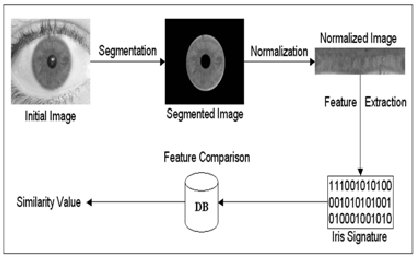 Segmentation
Normalization
Normalized Image
Initial Image
Segmented Image
Feature Extraction
111001010100
001010101001
010001001010
Iris Signature
Feature Comparison
DB
Similarity Value